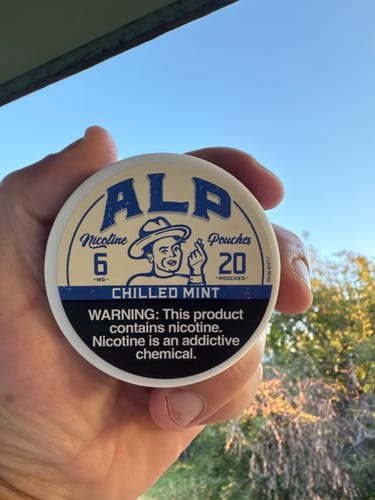 ALP
Nicotine Pouches
6 20
-MG- -POUCHES-
CHILLED MINT
WARNING: This product
contains nicotine.
Nicotine is an addictive
chemical.